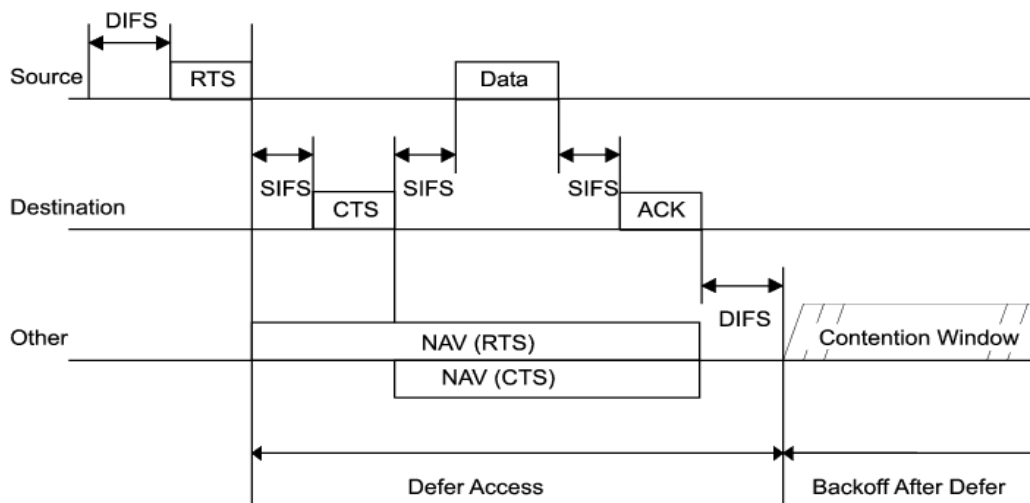 DIFS
Source
RTS
Data
SIFS
SIFS
SIFS
Destination
CTS
ACK
DIFS
Other
NAV (RTS)
Contention Window
NAV (CTS)
Defer Access
Backoff After Defer